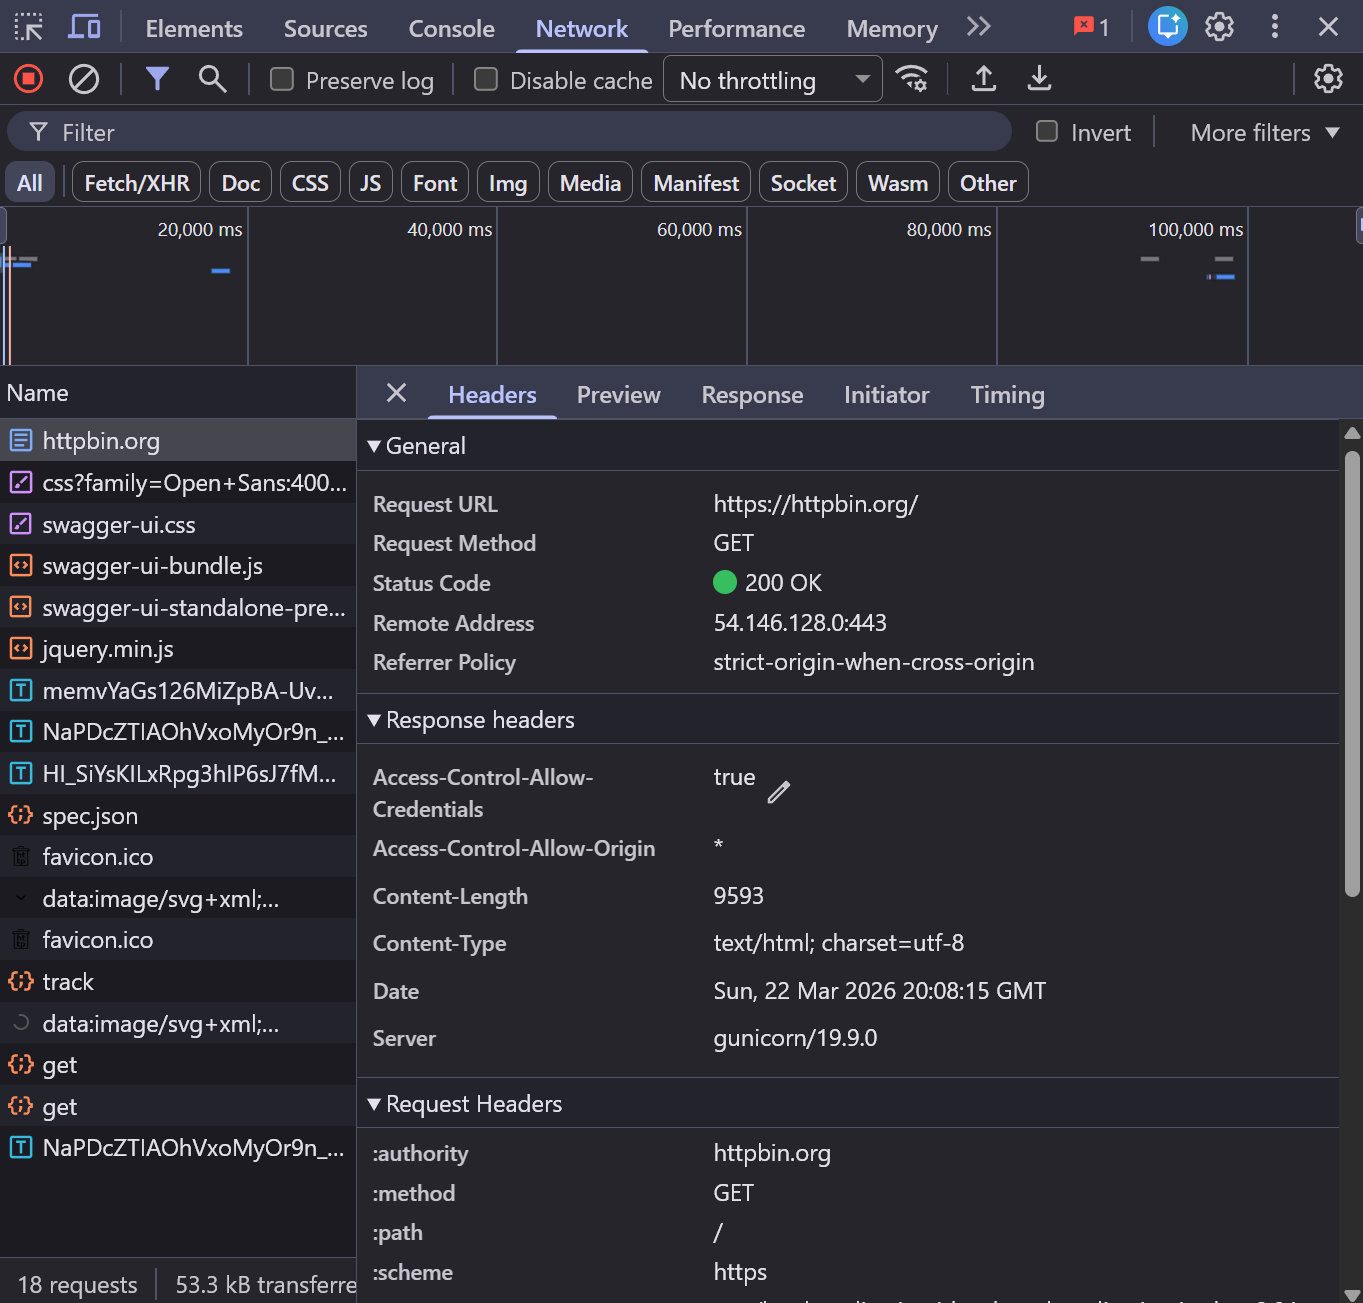 Elements Sources Console Network Performance Memory 1
Preserve log Disable cache No throttling
Filter Invert More filters
All Fetch/XHR Doc CSS JS Font Img Media Manifest Socket Wasm Other
20,000 ms 40,000 ms 60,000 ms 80,000 ms 100,000 ms
Name
httpbin.org
css?family=Open+Sans:400...
swagger-ui.css
swagger-ui-bundle.js
swagger-ui-standalone-pre...
jquery.min.js
memvYaGs126MiZpBA-Uv...
NaPDcZTIAOhVxoMyOr9n_...
HI_SiYsKILxRpg3hIP6sJ7fM...
spec.json
favicon.ico
data:image/svg+xml;...
favicon.ico
track
data:image/svg+xml;...
get
get
NaPDcZTIAOhVxoMyOr9n_...
18 requests 53.3 kB transferre
Headers Preview Response Initiator Timing
General
Request URL https://httpbin.org/
Request Method GET
Status Code 200 OK
Remote Address 54.146.128.0:443
Referrer Policy strict-origin-when-cross-origin
Response headers
Access-Control-Allow- true
Credentials
Access-Control-Allow-Origin *
Content-Length 9593
Content-Type text/html; charset=utf-8
Date Sun, 22 Mar 2026 20:08:15 GMT
Server gunicorn/19.9.0
Request Headers
:authority httpbin.org
:method GET
:path /
:scheme https